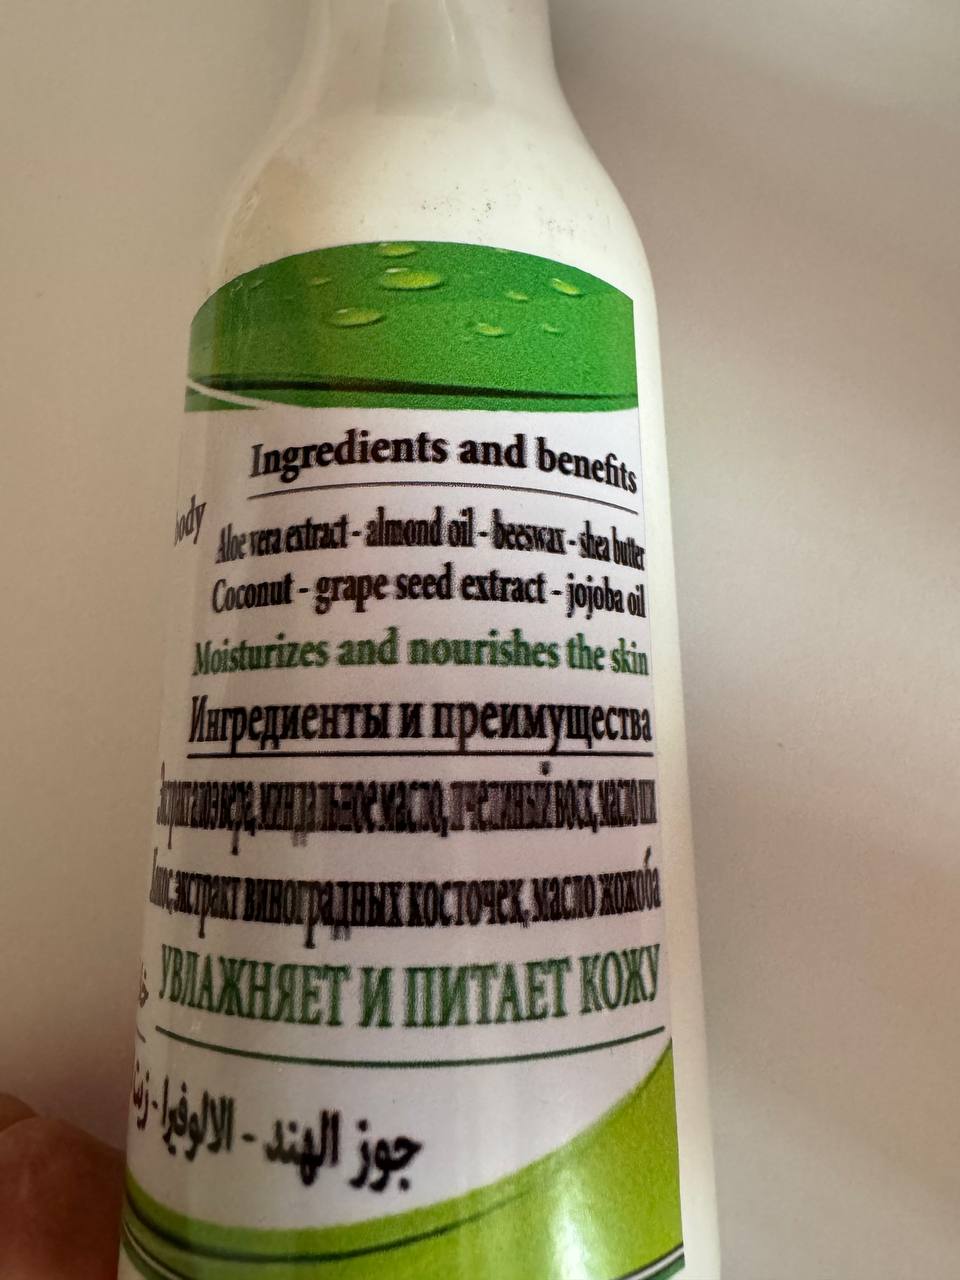 Ingredients and benefits
body
Aloe vera extract - almond oil - beeswax - shea butter
Coconut - grape seed extract - jojoba oil
Moisturizes and nourishes the skin
Ингредиенты и преимущества
вера, миндальное масло, пчелиный воск, масло ши
экстракт виноградных косточек, масло жожоба
УВЛАЖНЯЕТ И ПИТАЕТ КОЖУ
جوز الهند - الالوفيرا -